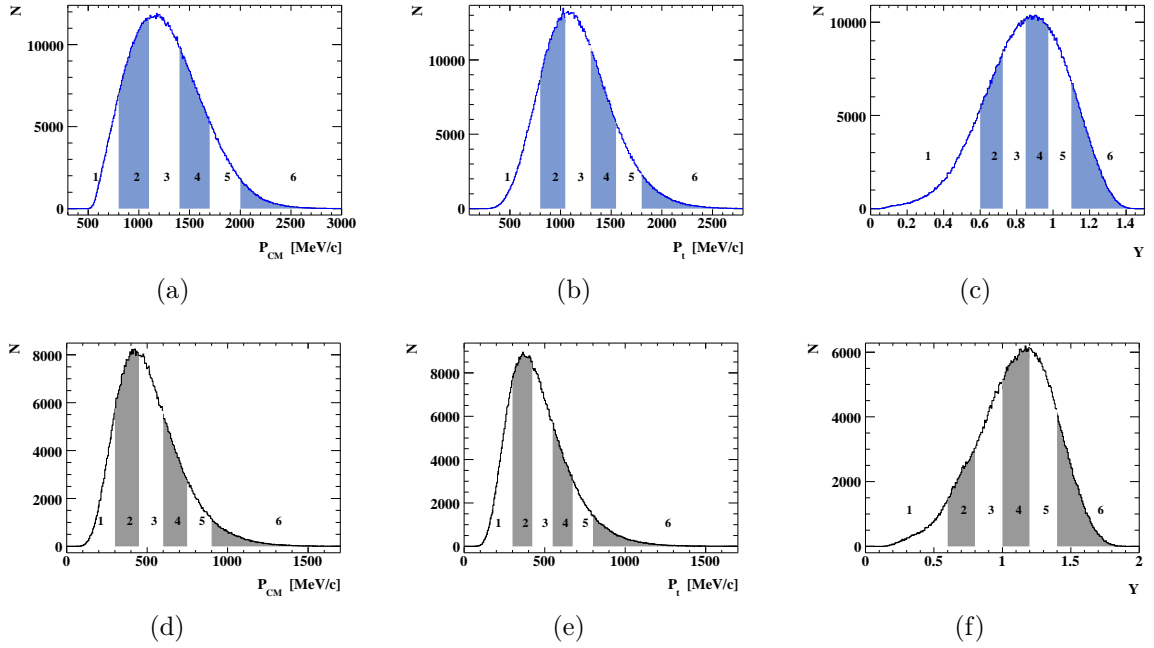 N
10000
5000
0
1 2 3 4 5 6
500 1000 1500 2000 2500 3000
P_CM [MeV/c]
(a)
N
10000
5000
0
1 2 3 4 5 6
500 1000 1500 2000 2500
P_t [MeV/c]
(b)
N
10000
5000
0
1 2 3 4 5 6
0 0.2 0.4 0.6 0.8 1 1.2 1.4
Y
(c)
N
8000
6000
4000
2000
0
1 2 3 4 5 6
0 500 1000 1500
P_CM [MeV/c]
(d)
N
8000
6000
4000
2000
0
1 2 3 4 5 6
0 500 1000 1500
P_t [MeV/c]
(e)
N
6000
4000
2000
0
1 2 3 4 5 6
0 0.5 1 1.5 2
Y
(f)